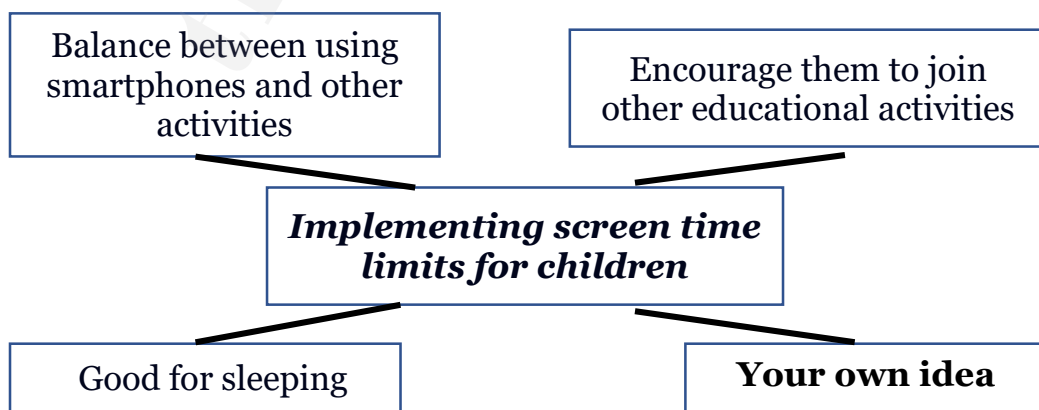 Balance between using
smartphones and other
activities
Encourage them to join
other educational activities
Implementing screen time
limits for children
Good for sleeping
Your own idea